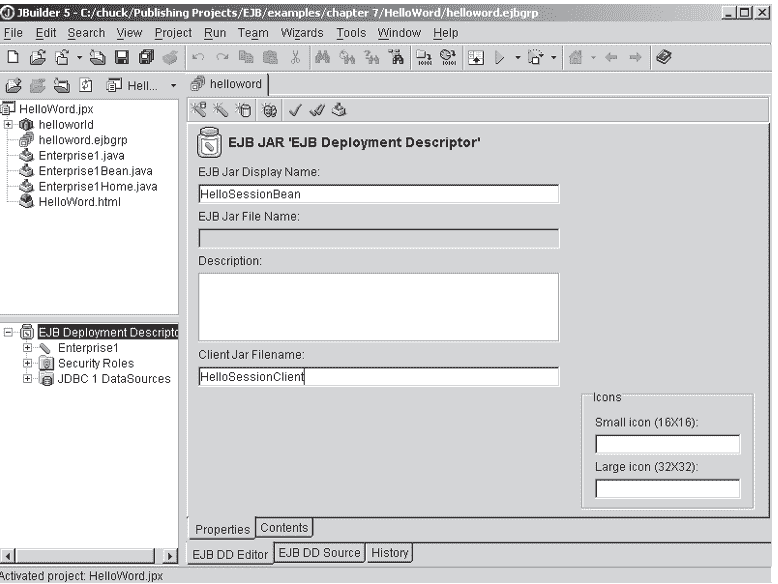 JBuilder 5 - C:/chuck/Publishing Projects/EJB/examples/chapter 7/HelloWord/helloword.ejbgrp
File Edit Search View Project Run Team Wizards Tools Window Help
Hell...
helloword
HelloWord.jpx
helloworld
helloword.ejbgrp
Enterprise1.java
Enterprise1Bean.java
Enterprise1Home.java
HelloWord.html
EJB JAR 'EJB Deployment Descriptor'
EJB Jar Display Name:
HelloSessionBean
EJB Jar File Name:
Description:
Client Jar Filename:
HelloSessionClient
Icons
Small icon (16X16):
Large icon (32X32):
EJB Deployment Descripto
Enterprise1
Security Roles
JDBC 1 DataSources
Properties Contents
EJB DD Editor EJB DD Source History
Activated project: HelloWord.jpx